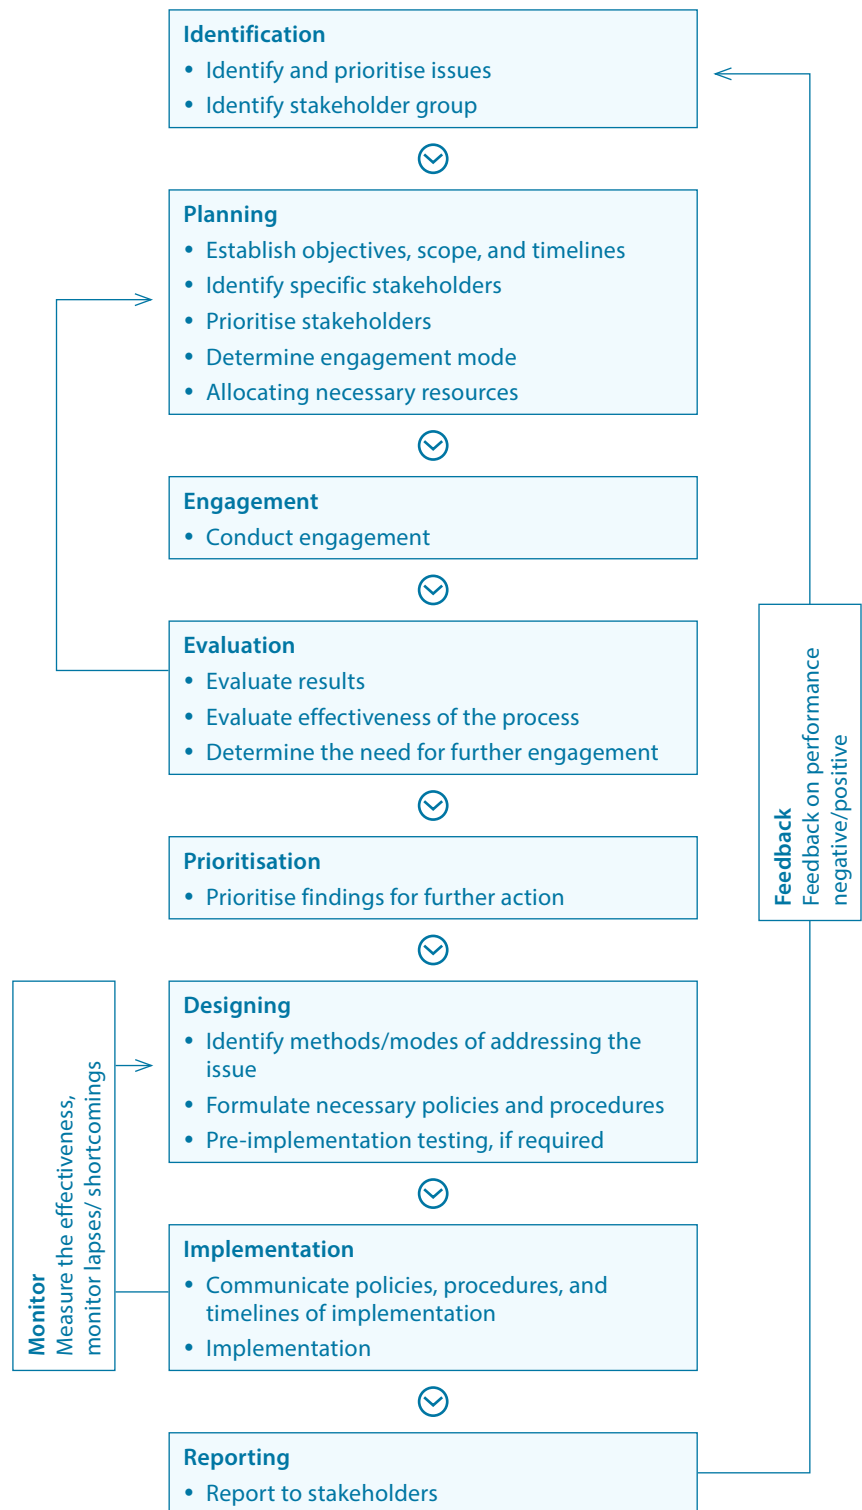 Identification
• Identify and prioritise issues
• Identify stakeholder group
Planning
• Establish objectives, scope, and timelines
• Identify specific stakeholders
• Prioritise stakeholders
• Determine engagement mode
• Allocating necessary resources
Engagement
• Conduct engagement
Evaluation
• Evaluate results
• Evaluate effectiveness of the process
• Determine the need for further engagement
Feedback
Feedback on performance
negative/positive
Prioritisation
• Prioritise findings for further action
Designing
• Identify methods/modes of addressing the
issue
• Formulate necessary policies and procedures
• Pre-implementation testing, if required
Monitor
Measure the effectiveness,
monitor lapses/ shortcomings
Implementation
• Communicate policies, procedures, and
timelines of implementation
• Implementation
Reporting
• Report to stakeholders